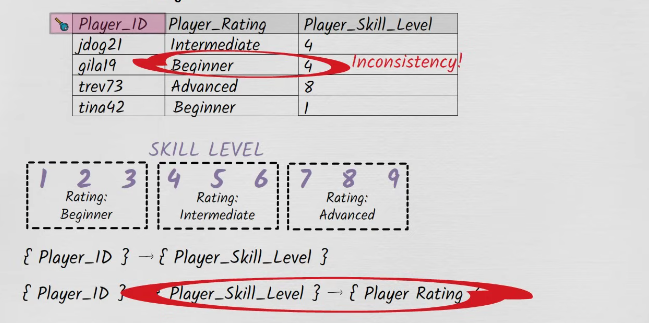 Player_ID Player_Rating Player_Skill_Level
jdog21 Intermediate 4
gila19 Beginner 4 Inconsistency!
trev73 Advanced 8
tina42 Beginner 1
SKILL LEVEL
1 2 3 4 5 6 7 8 9
Rating: Rating: Rating:
Beginner Intermediate Advanced
{ Player_ID } → { Player_Skill_Level }
{ Player_ID } Player_Skill_Level } → { Player Rating